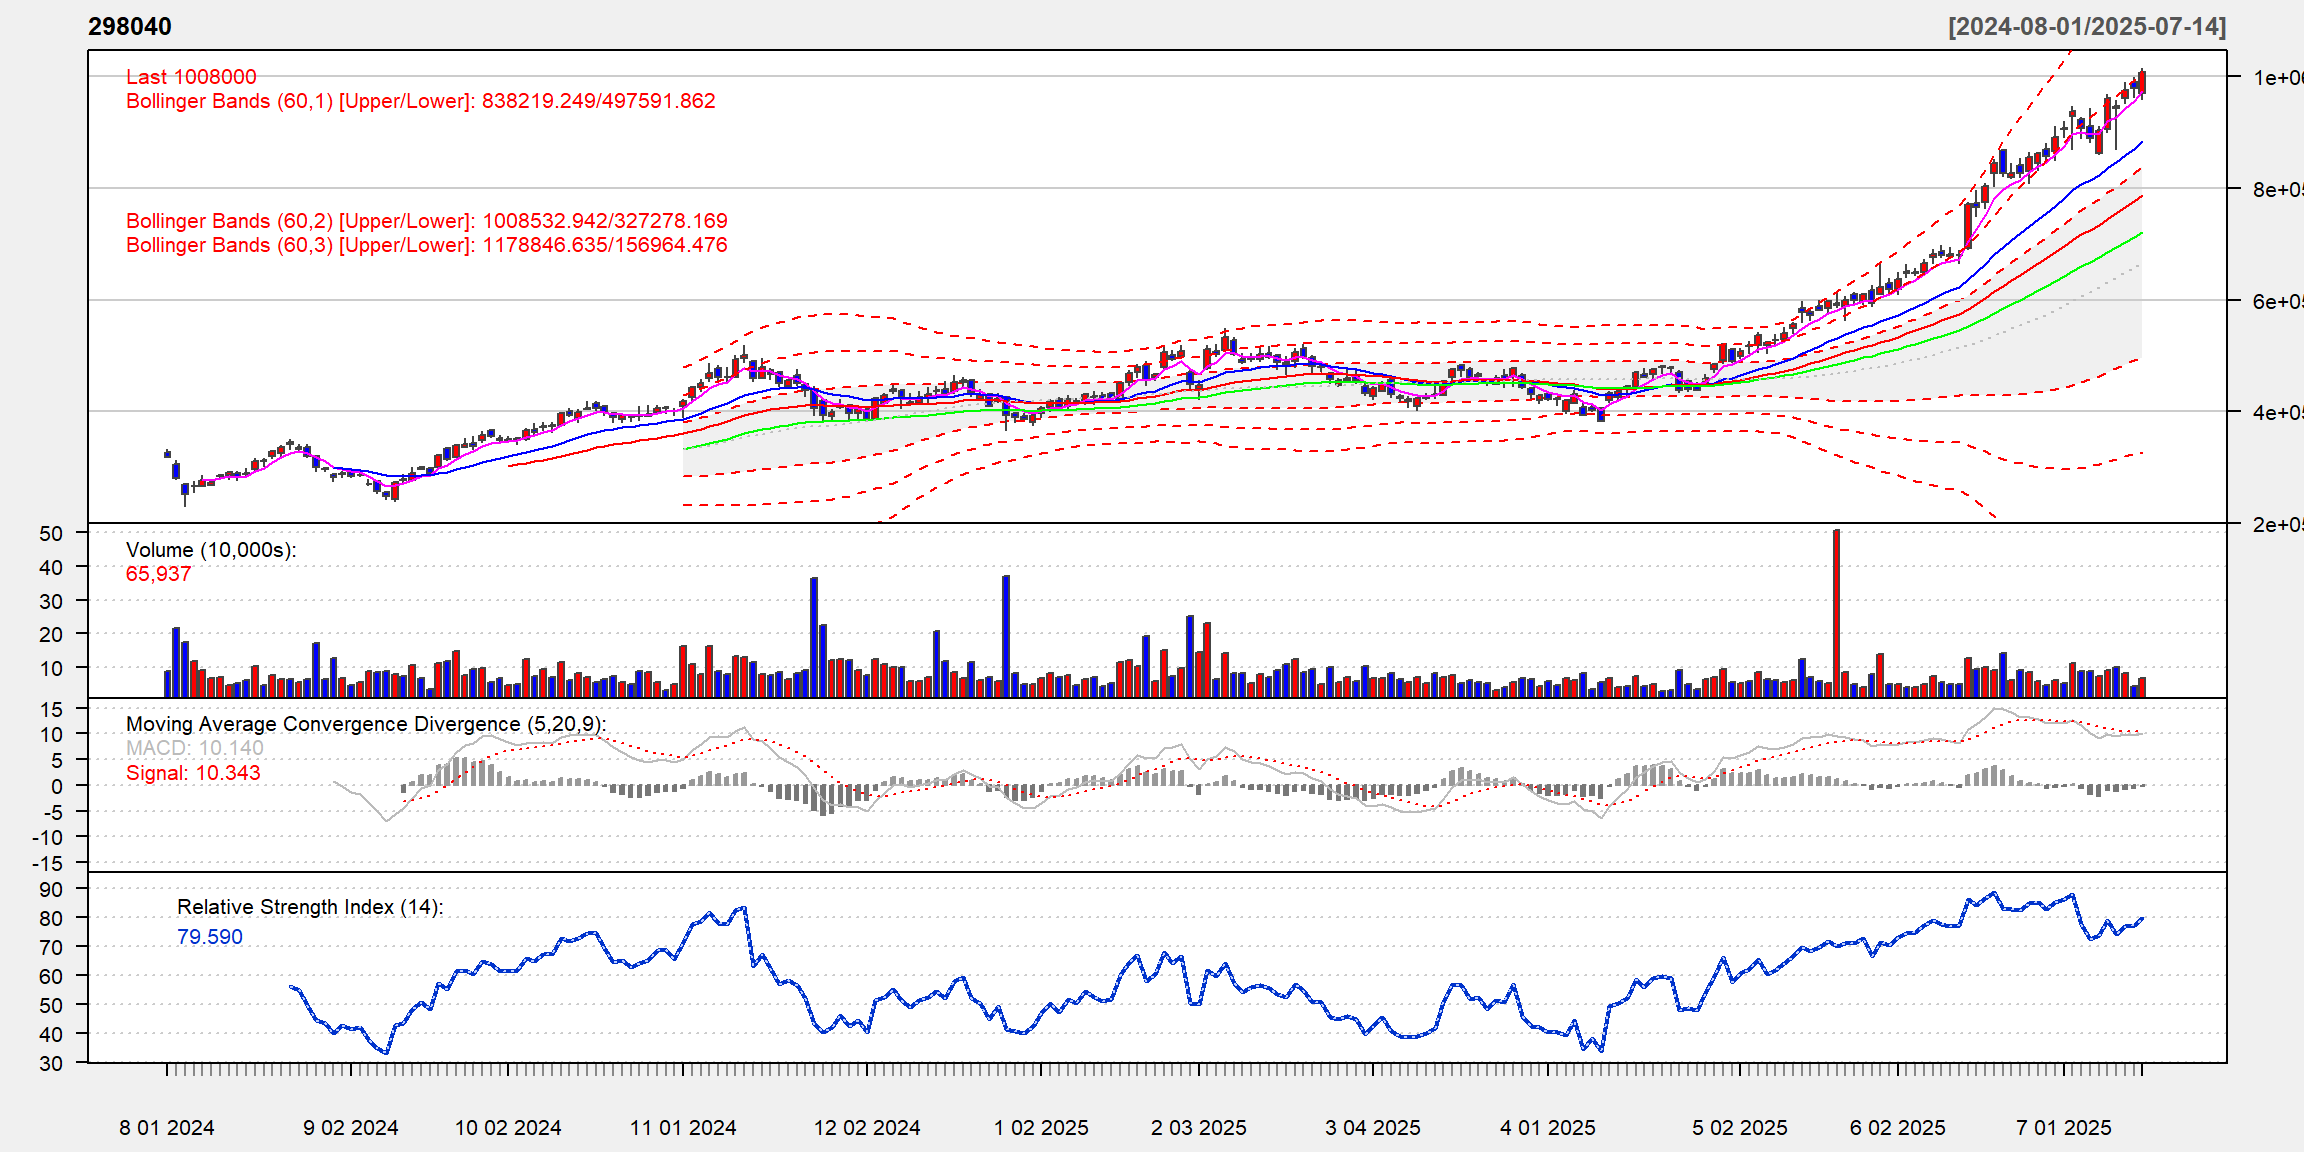 298040
[2024-08-01/2025-07-14]
Last 1008000
Bollinger Bands (60,1) [Upper/Lower]: 838219.249/497591.862
Bollinger Bands (60,2) [Upper/Lower]: 1008532.942/327278.169
Bollinger Bands (60,3) [Upper/Lower]: 1178846.635/156964.476
1e+06
8e+05
6e+05
4e+05
2e+05
Volume (10,000s):
65,937
50
40
30
20
10
Moving Average Convergence Divergence (5,20,9):
MACD: 10.140
Signal: 10.343
15
10
5
0
-5
-10
-15
Relative Strength Index (14):
79.590
90
80
70
60
50
40
30
8 01 2024
9 02 2024
10 02 2024
11 01 2024
12 02 2024
1 02 2025
2 03 2025
3 04 2025
4 01 2025
5 02 2025
6 02 2025
7 01 2025